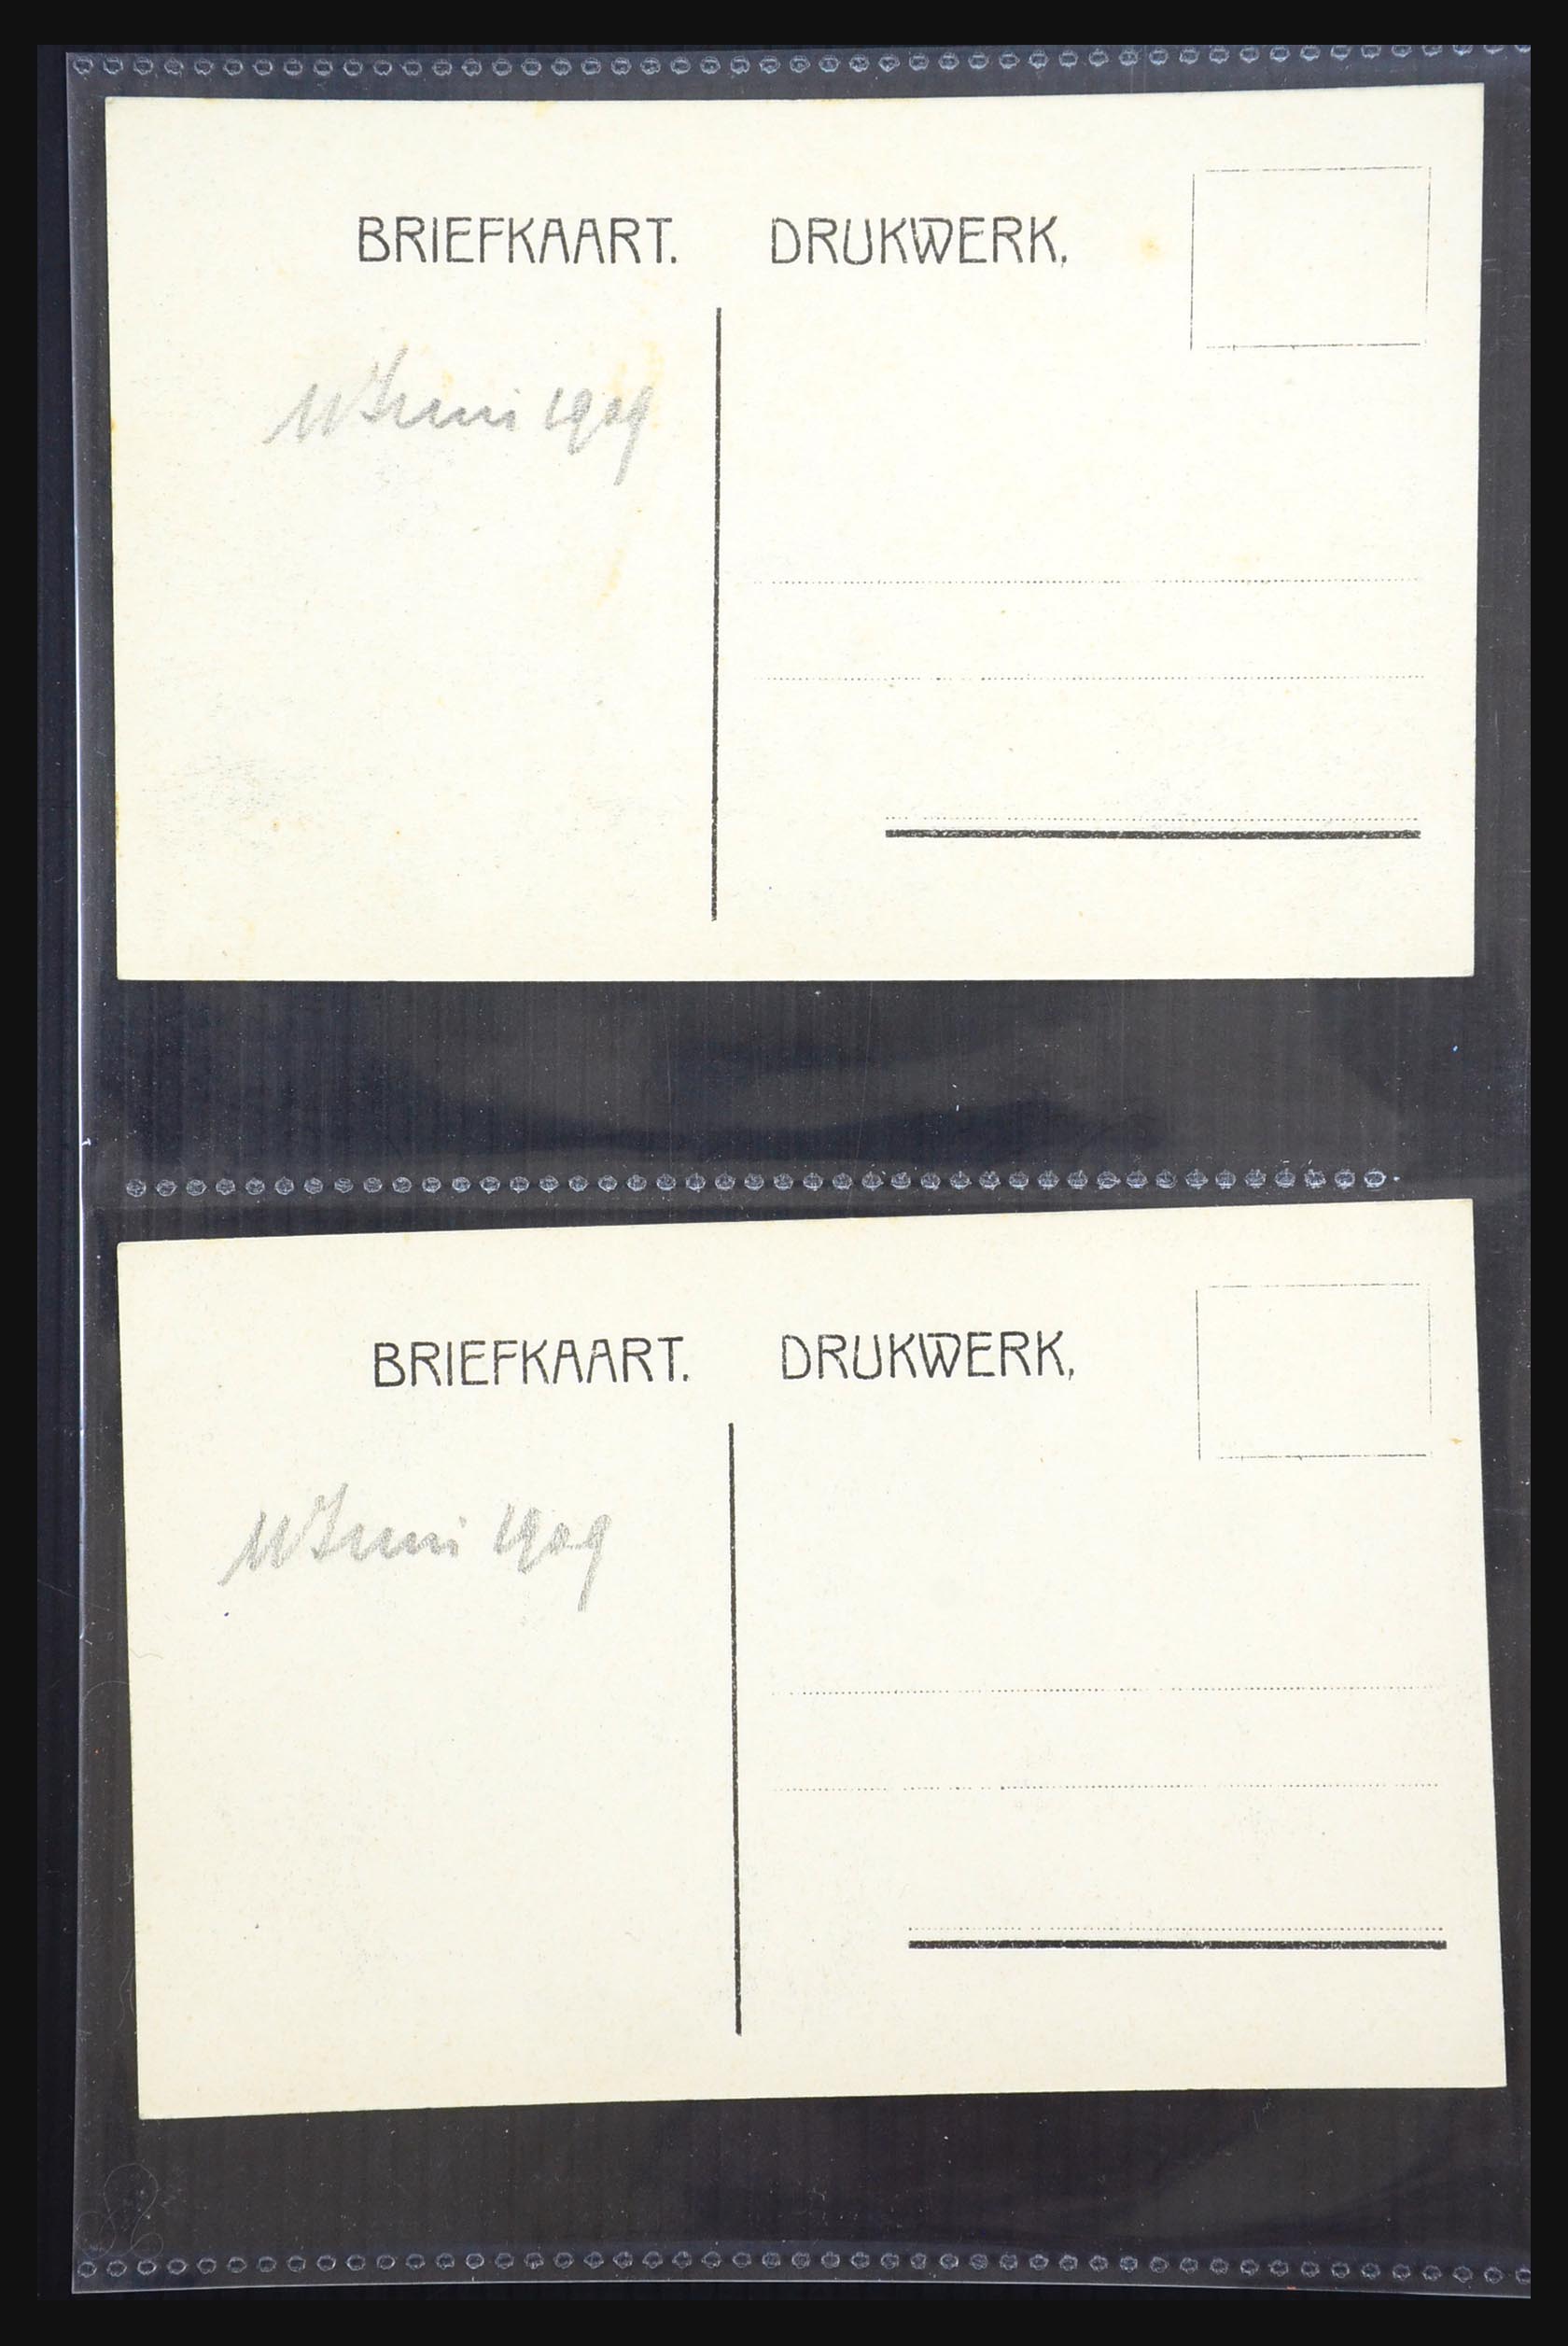 BRIEFKAART. DRUKWERK.
11 Juni 1909
BRIEFKAART. DRUKWERK.
11 Juni 1909